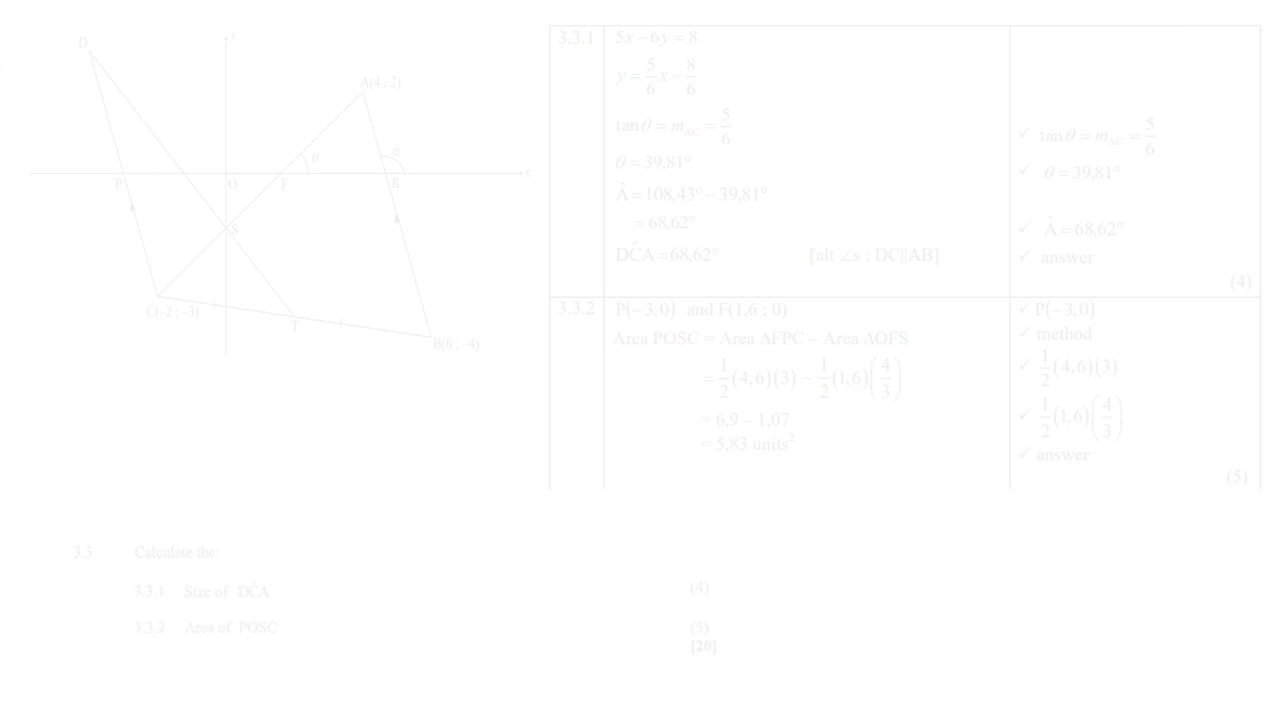 D
y
A(4 ; 2)
θ
α
P
O
F
R
x
S
C(–2 ; –3)
T
B(6 ; –4)
3.3.1
5x – 6y = 8
y = 5/6 x – 8/6
tan θ = m_AC = 5/6
θ = 39,81°
Â = 108,43° – 39,81°
= 68,62°
DĈA = 68,62° [alt ∠s ; DC||AB]
✓ tan θ = m_AC = 5/6
✓ θ = 39,81°
✓ Â = 68,62°
✓ answer
(4)
3.3.2
P(–3;0) and F(1,6 ; 0)
Area POSC = Area ΔFPC – Area ΔOFS
= 1/2 (4,6)(3) – 1/2 (1,6)(4/3)
= 6,9 – 1,07
= 5,83 units²
✓ P(–3;0)
✓ method
✓ 1/2 (4,6)(3)
✓ 1/2 (1,6)(4/3)
✓ answer
(5)
3.3 Calculate the:
3.3.1 Size of DĈA (4)
3.3.2 Area of POSC (5)
[20]